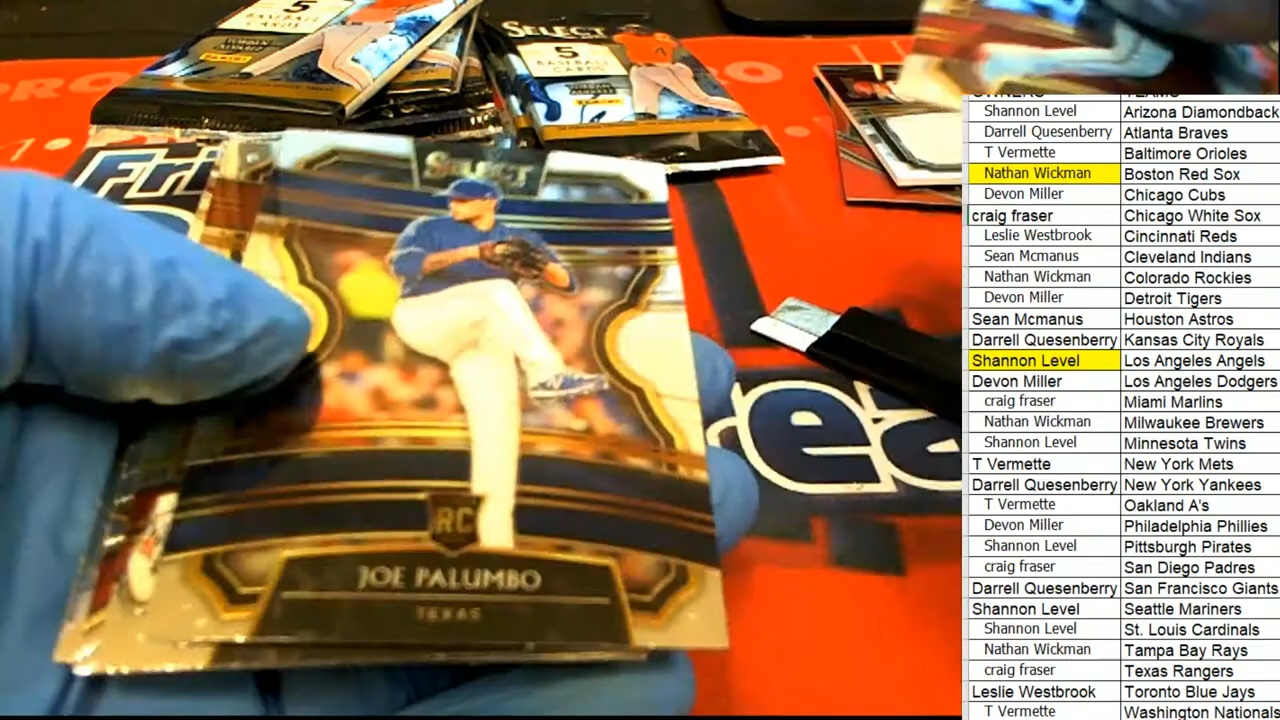 5
BASEBALL
CARDS
SELECT
5
BASEBALL
CARDS
Fri
SELECT
ea
RC
JOE PALUMBO
TEXAS
OWNERS TEAMS
Shannon Level Arizona Diamondback
Darrell Quesenberry Atlanta Braves
T Vermette Baltimore Orioles
Nathan Wickman Boston Red Sox
Devon Miller Chicago Cubs
craig fraser Chicago White Sox
Leslie Westbrook Cincinnati Reds
Sean Mcmanus Cleveland Indians
Nathan Wickman Colorado Rockies
Devon Miller Detroit Tigers
Sean Mcmanus Houston Astros
Darrell Quesenberry Kansas City Royals
Shannon Level Los Angeles Angels
Devon Miller Los Angeles Dodgers
craig fraser Miami Marlins
Nathan Wickman Milwaukee Brewers
Shannon Level Minnesota Twins
T Vermette New York Mets
Darrell Quesenberry New York Yankees
T Vermette Oakland A's
Devon Miller Philadelphia Phillies
Shannon Level Pittsburgh Pirates
craig fraser San Diego Padres
Darrell Quesenberry San Francisco Giants
Shannon Level Seattle Mariners
Shannon Level St. Louis Cardinals
Nathan Wickman Tampa Bay Rays
craig fraser Texas Rangers
Leslie Westbrook Toronto Blue Jays
T Vermette Washington Nationals